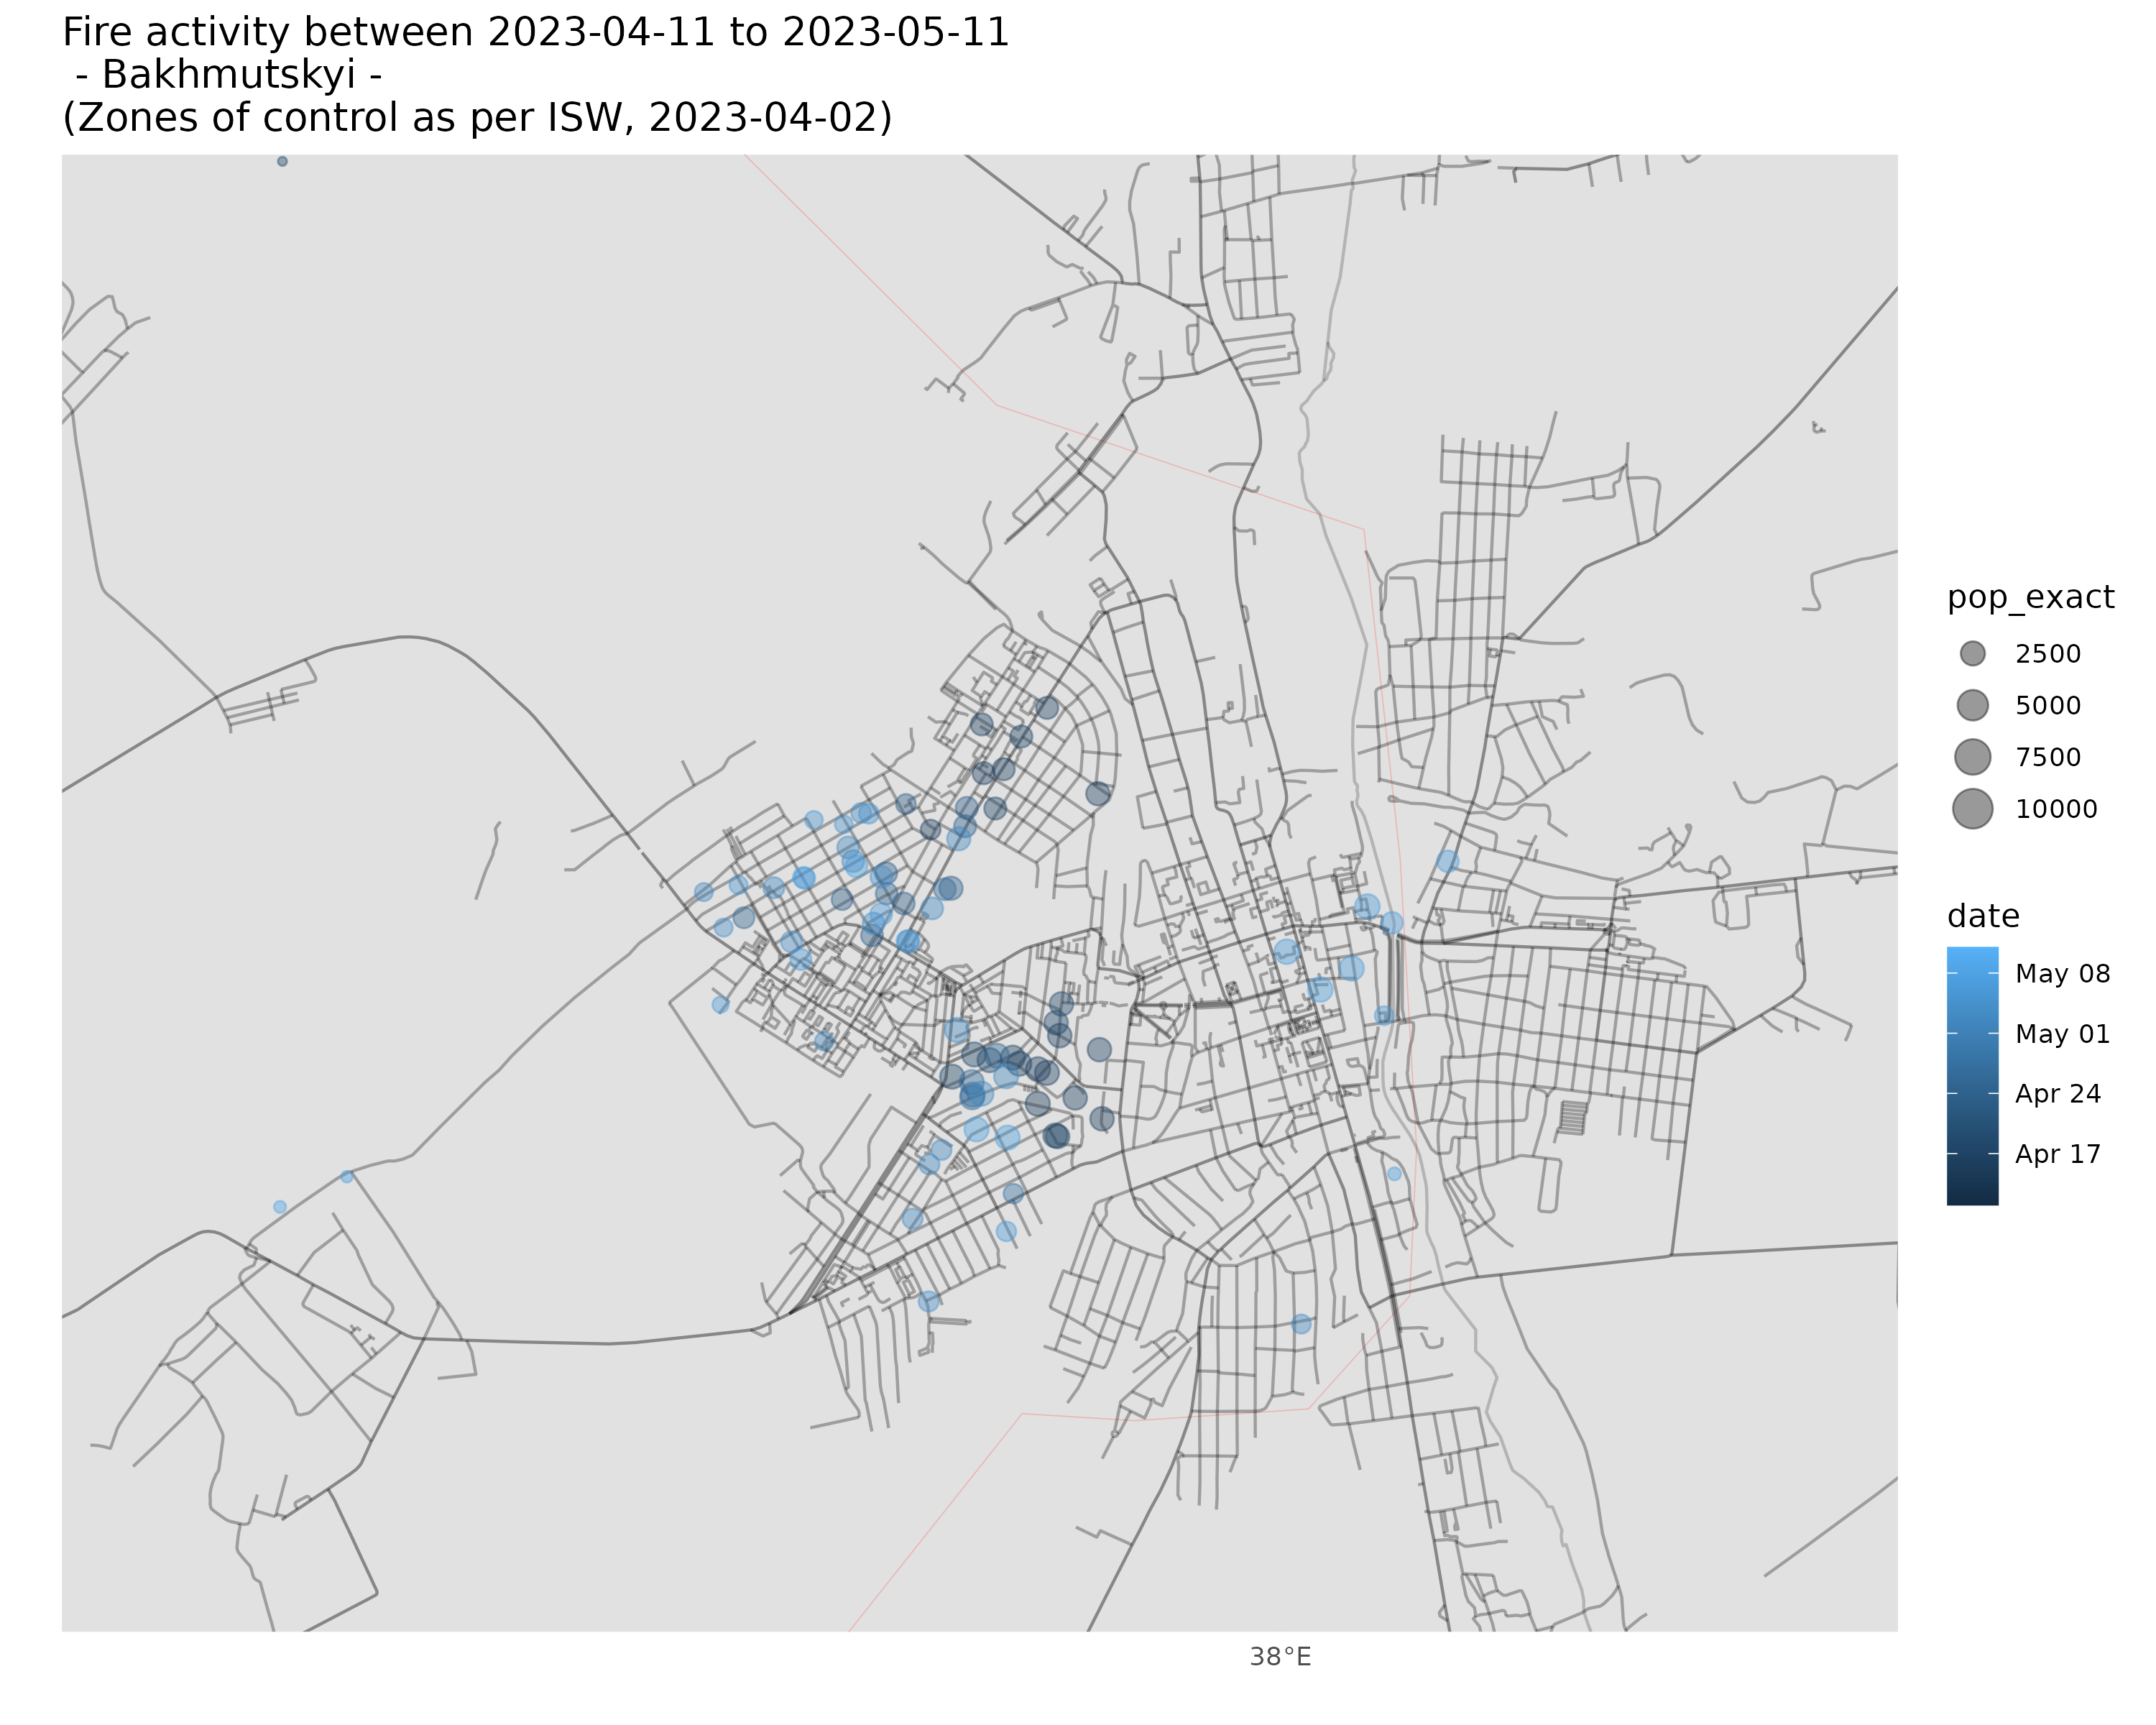 Fire activity between 2023-04-11 to 2023-05-11
- Bakhmutskyi -
(Zones of control as per ISW, 2023-04-02)
pop_exact
2500
5000
7500
10000
date
May 08
May 01
Apr 24
Apr 17
38°E